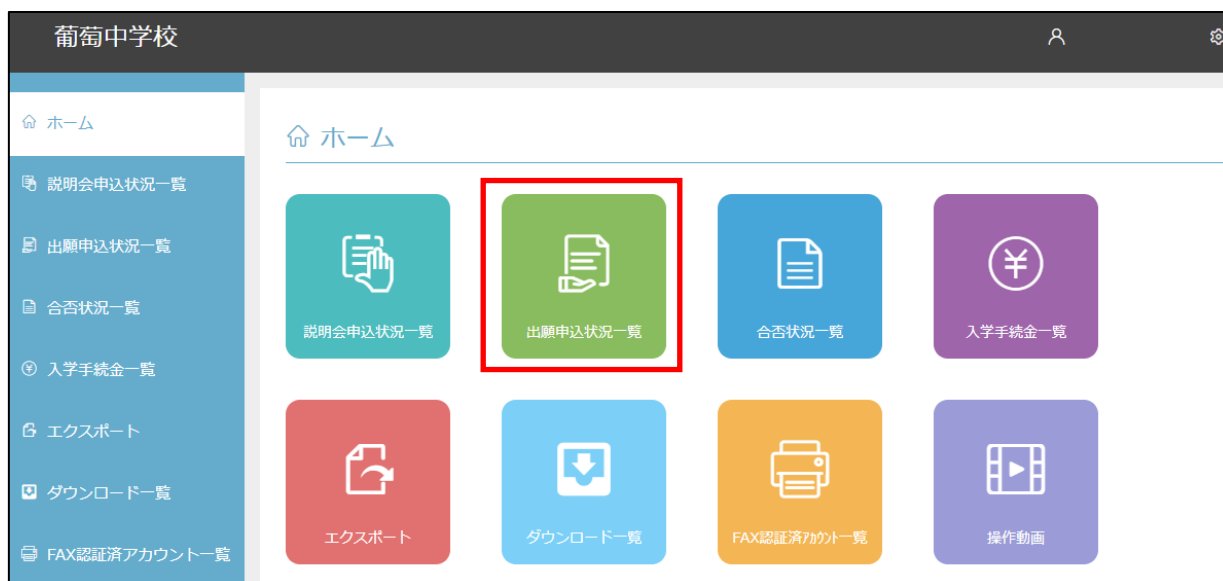 葡萄中学校
ホーム
説明会申込状況一覧
出願申込状況一覧
合否状況一覧
入学手続金一覧
エクスポート
ダウンロード一覧
FAX認証済アカウント一覧
ホーム
説明会申込状況一覧
出願申込状況一覧
合否状況一覧
入学手続金一覧
エクスポート
ダウンロード一覧
FAX認証済ｱｶｳﾝﾄ一覧
操作動画